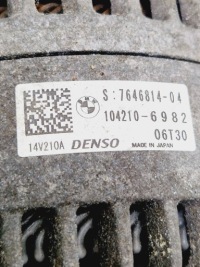 S: 7646814-04
104210-6982
06T30
14V210A DENSO MADE IN JAPAN